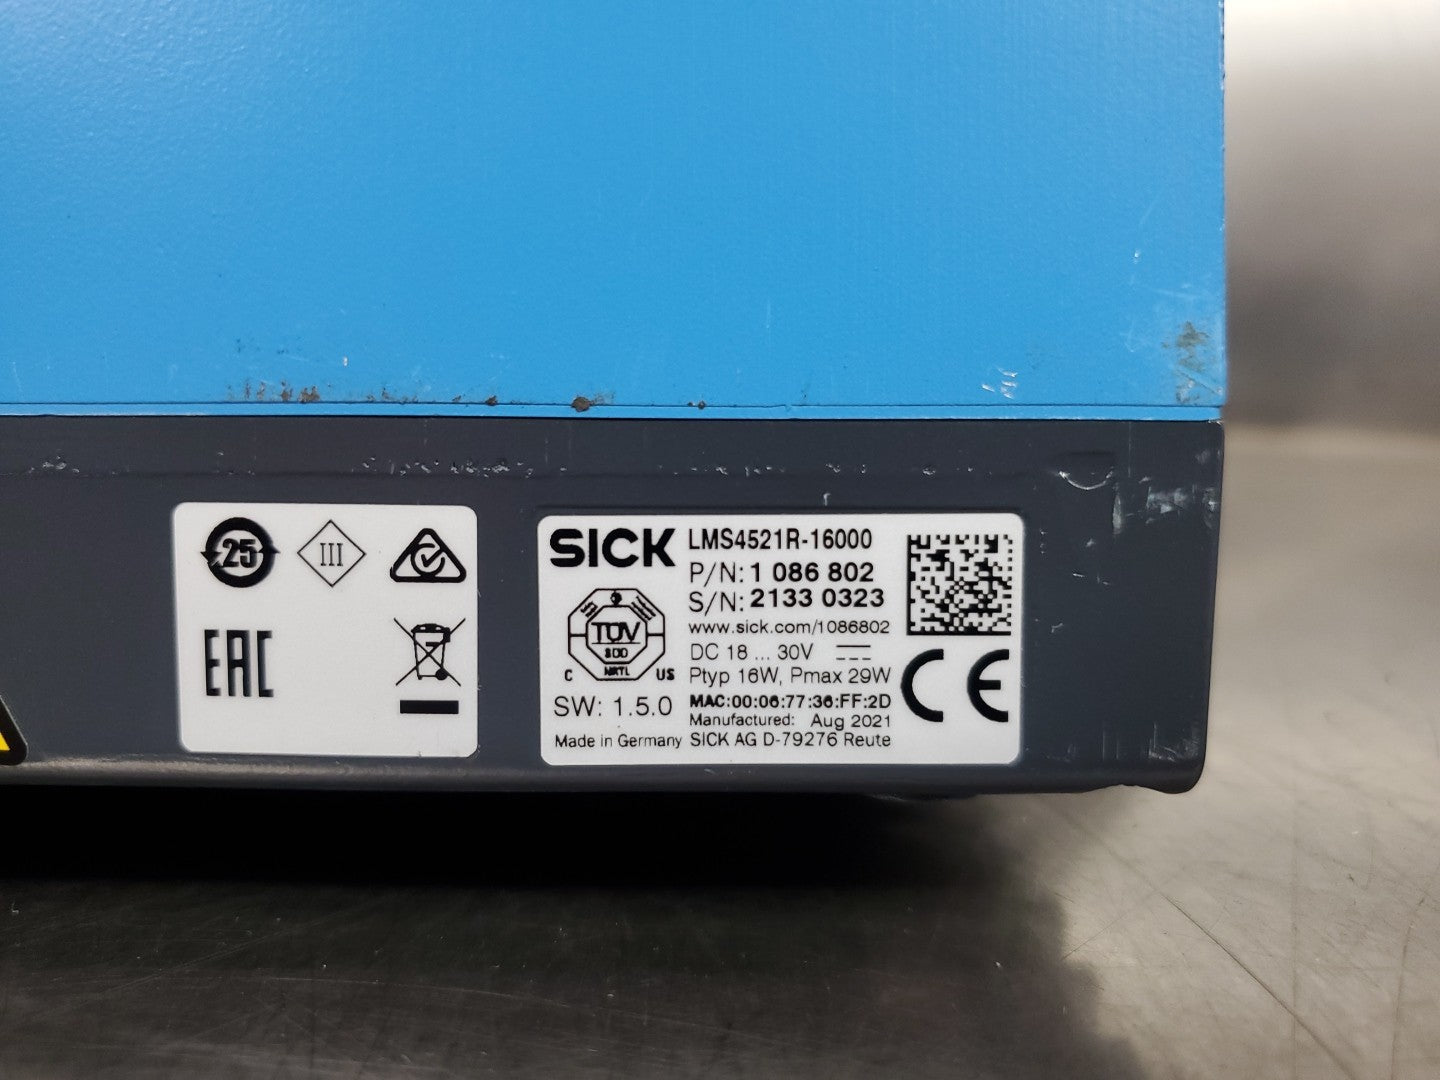 25
III
EAC
SICK
LMS4521R-16000
P/N: 1 086 802
S/N: 2133 0323
www.sick.com/1086802
DC 18 ... 30V
Ptyp 16W, Pmax 29W
MAC:00:06:77:36:FF:2D
Manufactured: Aug 2021
SICK AG D-79276 Reute
TÜV
SÜD
NRTL
C US
SW: 1.5.0
Made in Germany
CE